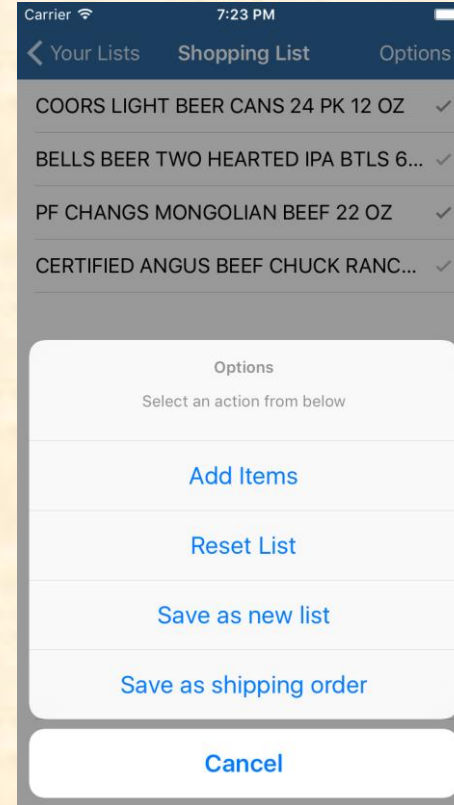 Carrier 7:23 PM
Your Lists Shopping List Options
COORS LIGHT BEER CANS 24 PK 12 OZ
BELLS BEER TWO HEARTED IPA BTLS 6...
PF CHANGS MONGOLIAN BEEF 22 OZ
CERTIFIED ANGUS BEEF CHUCK RANC...
Options
Select an action from below
Add Items
Reset List
Save as new list
Save as shipping order
Cancel